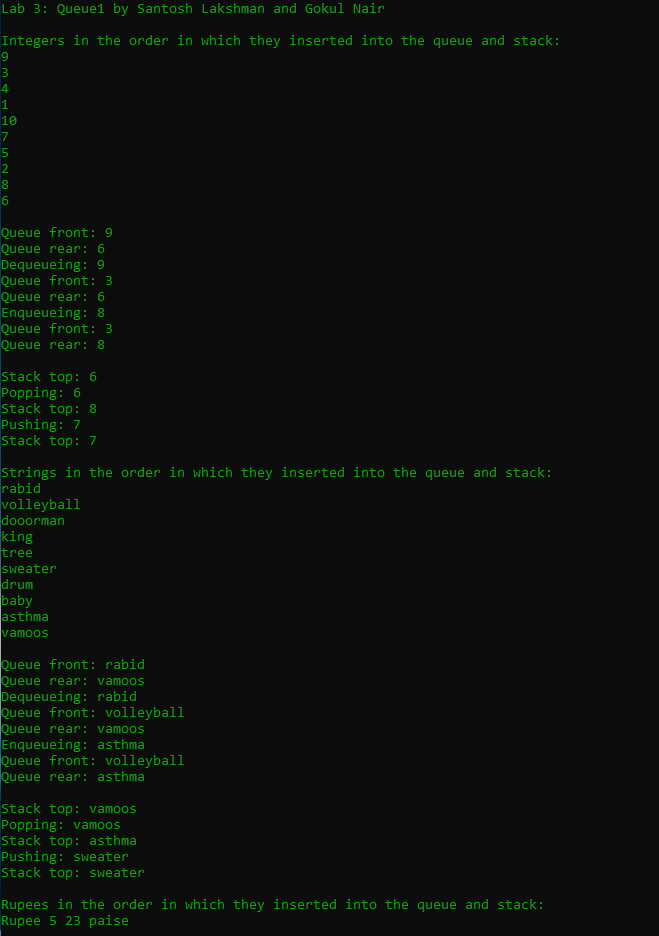 Lab 3: Queue1 by Santosh Lakshman and Gokul Nair
Integers in the order in which they inserted into the queue and stack:
9
3
4
1
10
7
5
2
8
6
Queue front: 9
Queue rear: 6
Dequeueing: 9
Queue front: 3
Queue rear: 6
Enqueueing: 8
Queue front: 3
Queue rear: 8
Stack top: 6
Popping: 6
Stack top: 8
Pushing: 7
Stack top: 7
Strings in the order in which they inserted into the queue and stack:
rabid
volleyball
dooorman
king
tree
sweater
drum
baby
asthma
vamoos
Queue front: rabid
Queue rear: vamoos
Dequeueing: rabid
Queue front: volleyball
Queue rear: vamoos
Enqueueing: asthma
Queue front: volleyball
Queue rear: asthma
Stack top: vamoos
Popping: vamoos
Stack top: asthma
Pushing: sweater
Stack top: sweater
Rupees in the order in which they inserted into the queue and stack:
Rupee 5 23 paise